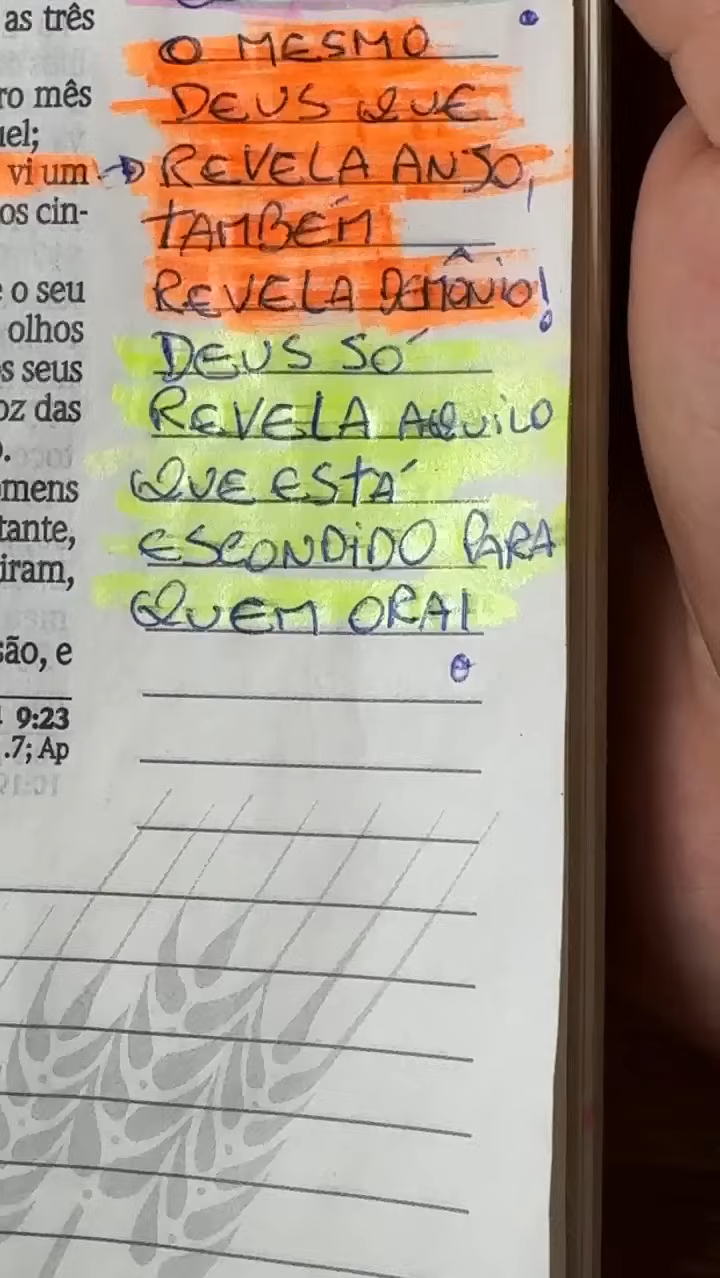 as três
ro mês
uel;
vi um
os cin-
e o seu
olhos
s seus
oz das
mens
tante,
iram,
são, e
9:23
.7; Ap
O MESMO
DEUS QUE
REVELA ANJO,
TAMBÉM
REVELA DEMÔNIO!
DEUS SÓ
REVELA AQUILO
QUE ESTÁ
ESCONDIDO PARA
QUEM ORA!